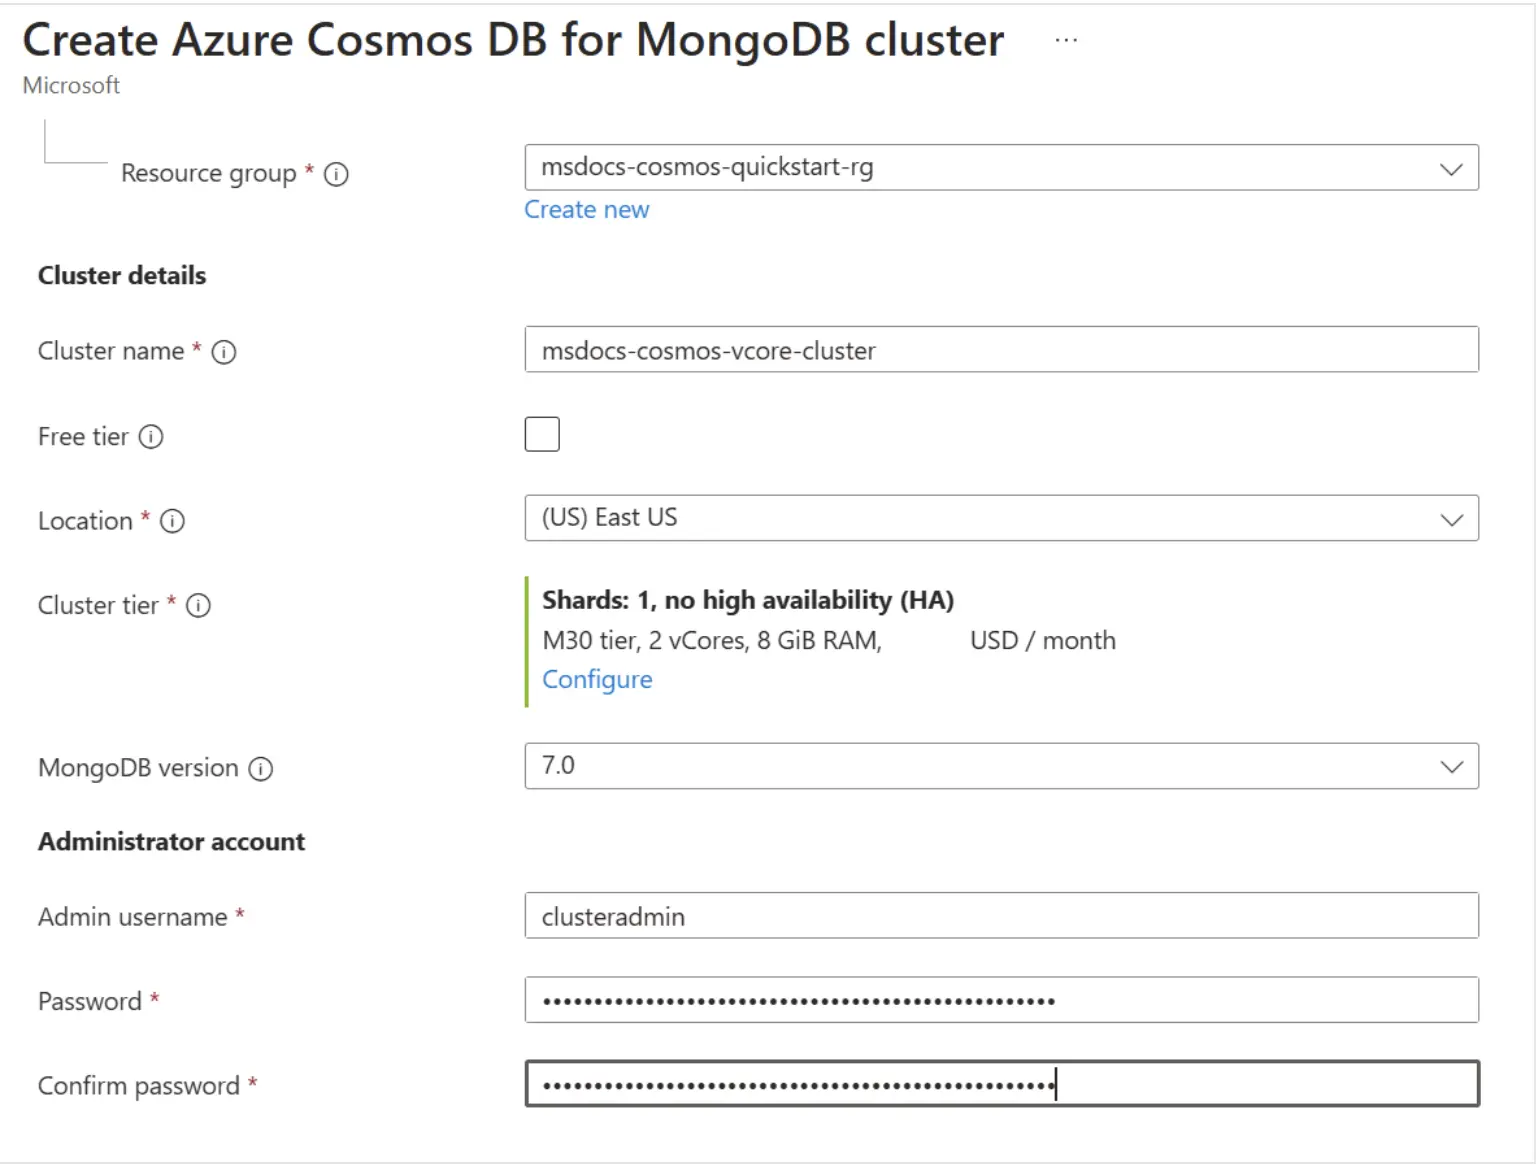 Create Azure Cosmos DB for MongoDB cluster ...
Microsoft
Resource group *
msdocs-cosmos-quickstart-rg
Create new
Cluster details
Cluster name *
msdocs-cosmos-vcore-cluster
Free tier
Location *
(US) East US
Cluster tier *
Shards: 1, no high availability (HA)
M30 tier, 2 vCores, 8 GiB RAM, USD / month
Configure
MongoDB version
7.0
Administrator account
Admin username *
clusteradmin
Password *
Confirm password *